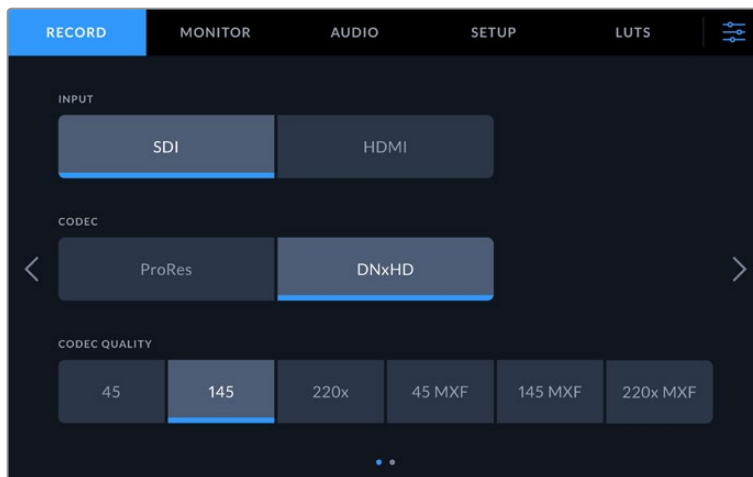 RECORD MONITOR AUDIO SETUP LUTS
INPUT
SDI HDMI
CODEC
ProRes DNxHD
CODEC QUALITY
45 145 220x 45 MXF 145 MXF 220x MXF